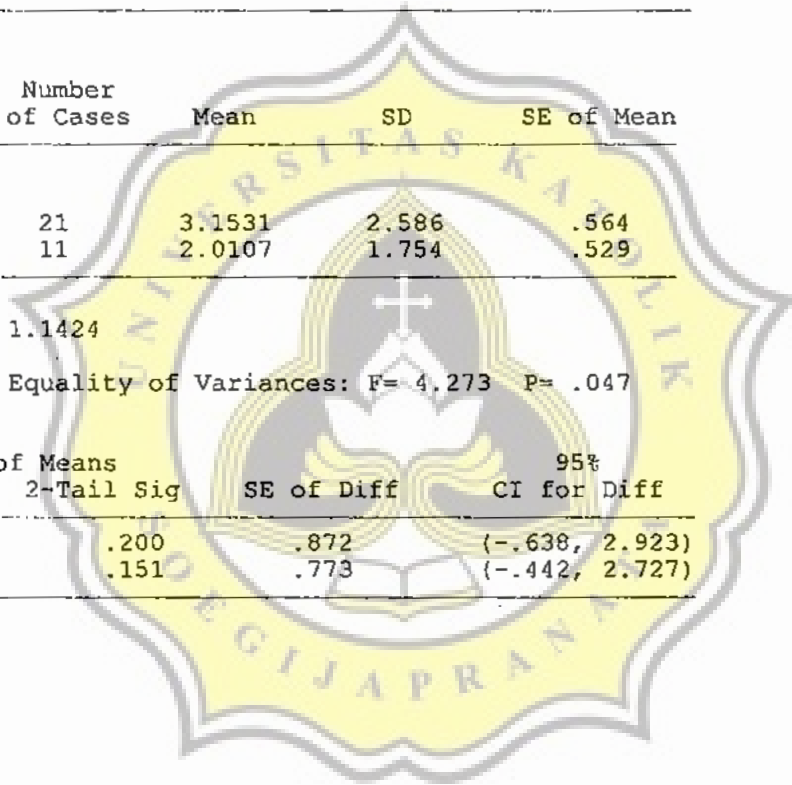 Number
of Cases Mean SD SE of Mean
21 3.1531 2.586 .564
11 2.0107 1.754 .529
1.1424
Equality of Variances: F= 4.273 P= .047
of Means 95%
2-Tail Sig SE of Diff CI for Diff
.200 .872 (-.638, 2.923)
.151 .773 (-.442, 2.727)
UNIVERSITAS KATOLIK
SOEGIJAPRANATA